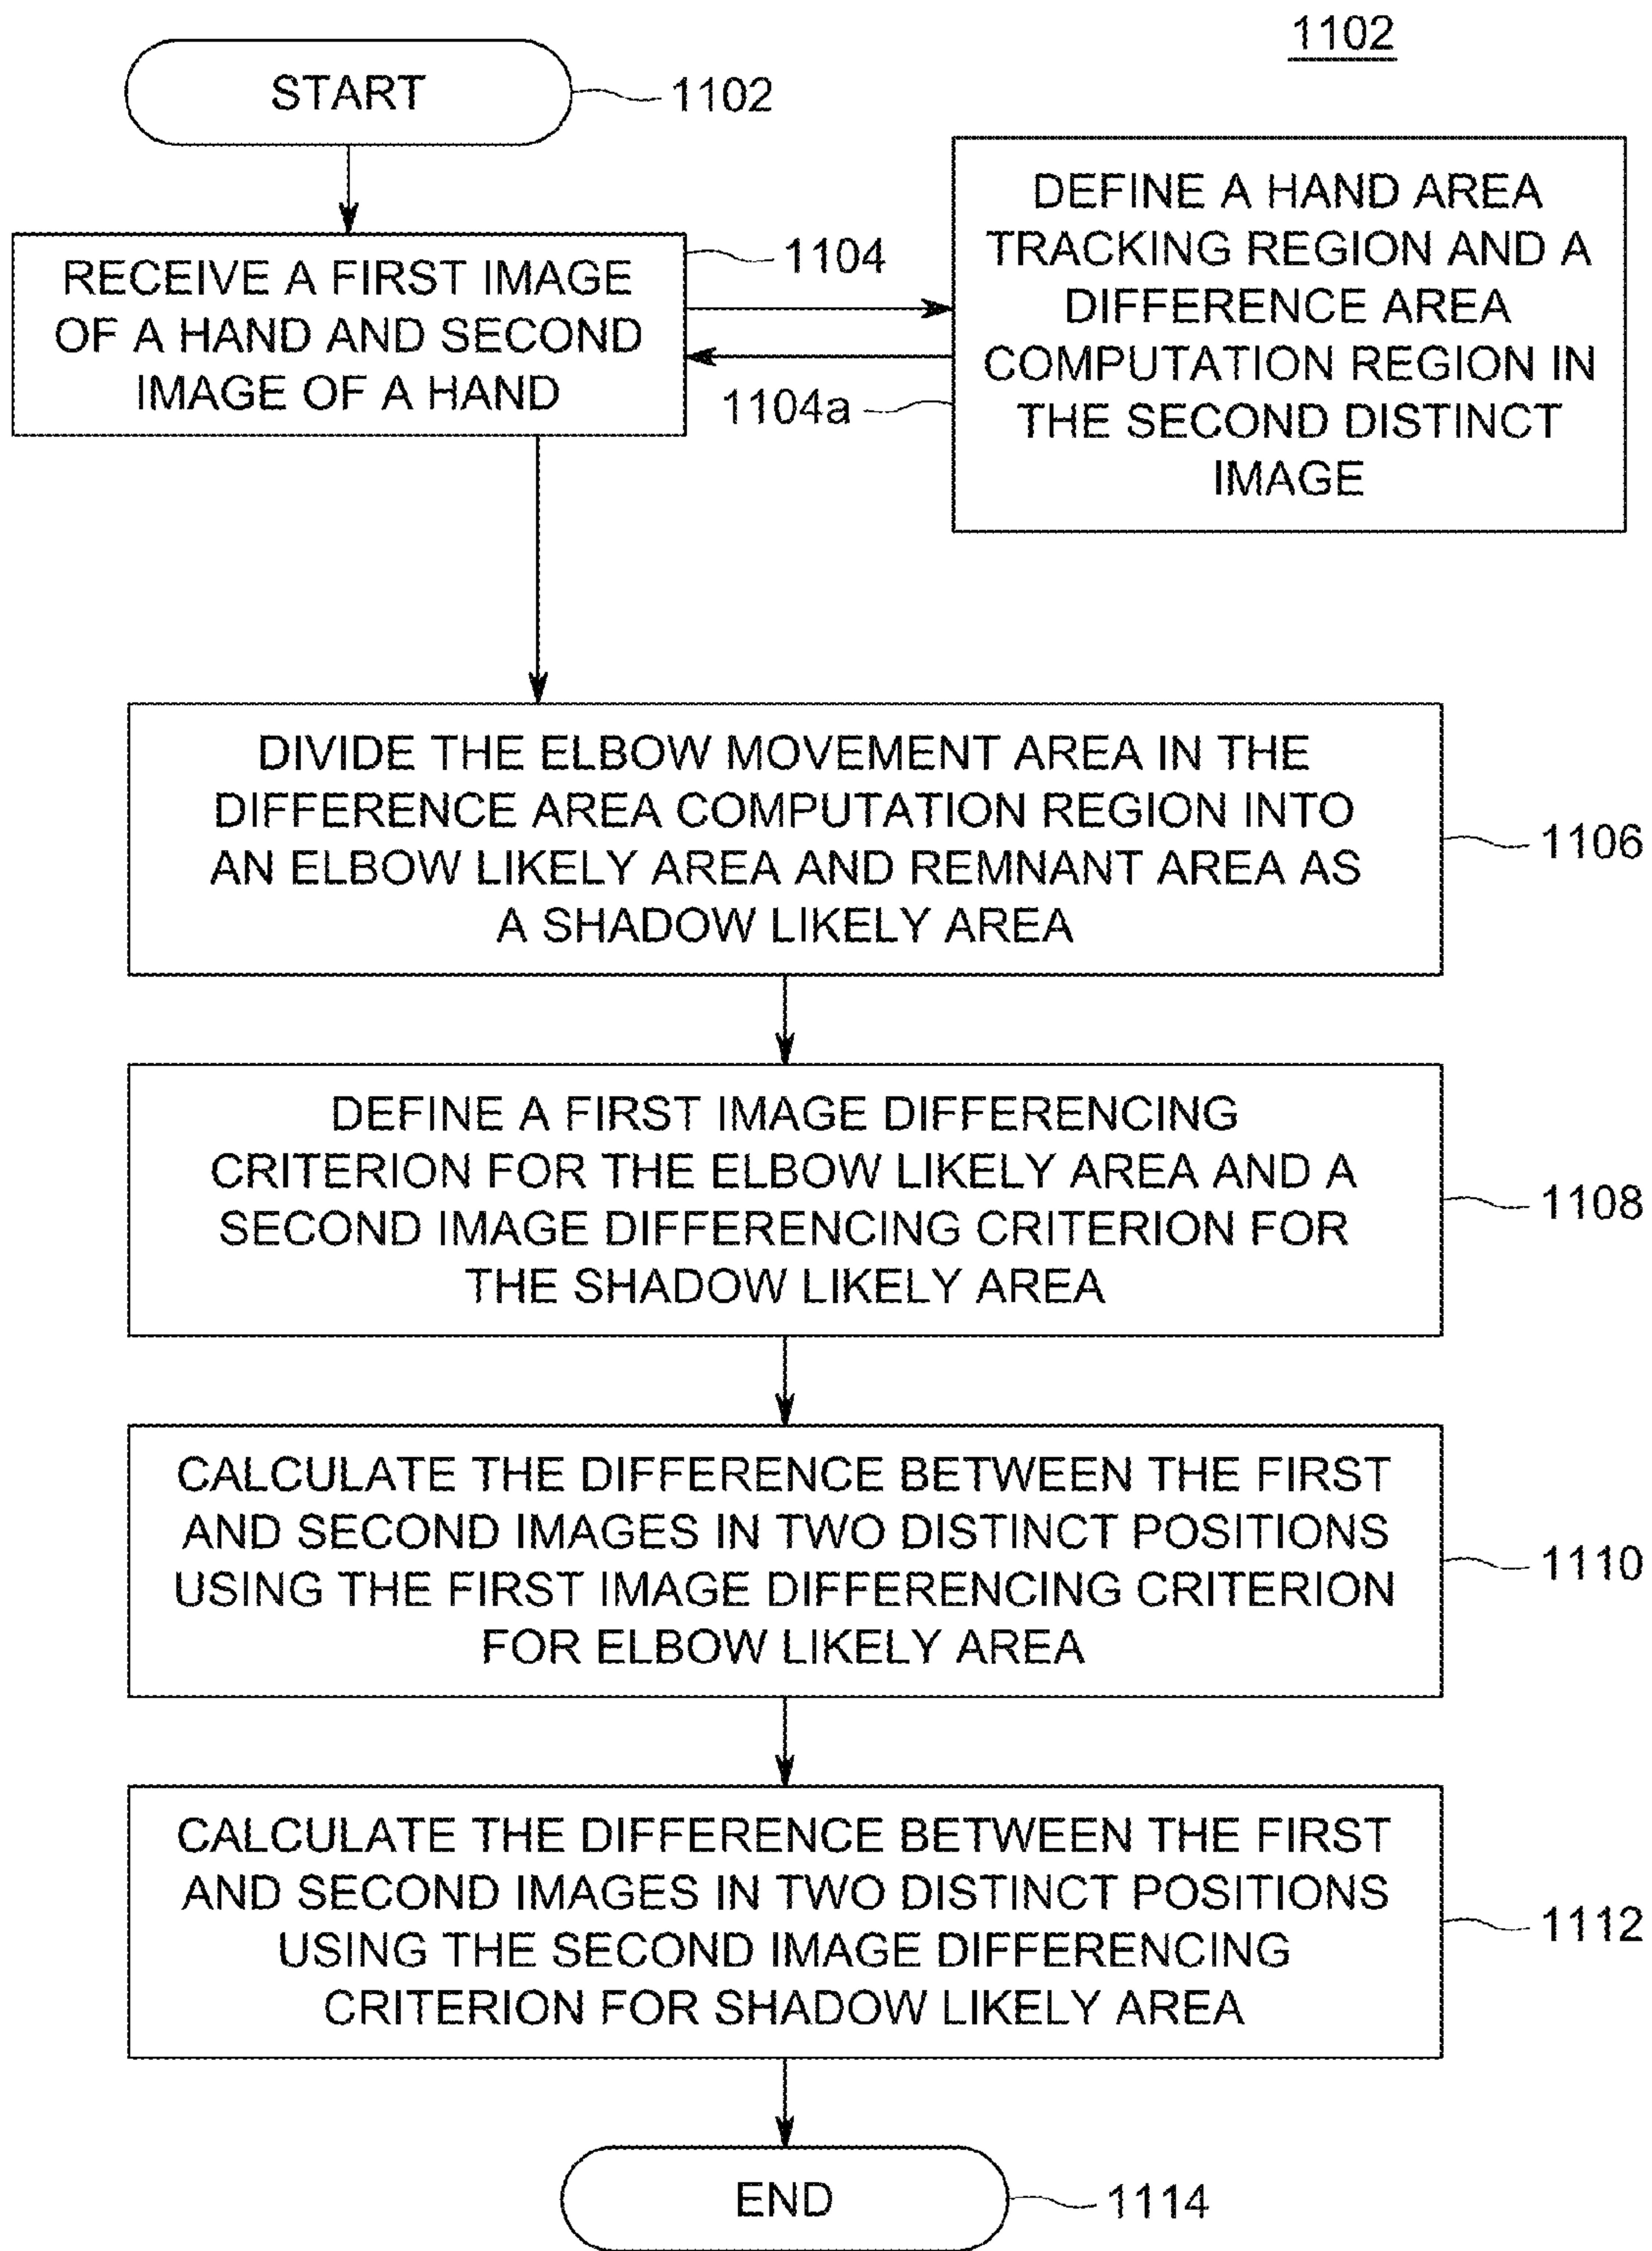 1102
START
1102
RECEIVE A FIRST IMAGE
OF A HAND AND SECOND
IMAGE OF A HAND
1104
DEFINE A HAND AREA
TRACKING REGION AND A
DIFFERENCE AREA
COMPUTATION REGION IN
THE SECOND DISTINCT
IMAGE
1104a
DIVIDE THE ELBOW MOVEMENT AREA IN THE
DIFFERENCE AREA COMPUTATION REGION INTO
AN ELBOW LIKELY AREA AND REMNANT AREA AS
A SHADOW LIKELY AREA
1106
DEFINE A FIRST IMAGE DIFFERENCING
CRITERION FOR THE ELBOW LIKELY AREA AND A
SECOND IMAGE DIFFERENCING CRITERION FOR
THE SHADOW LIKELY AREA
1108
CALCULATE THE DIFFERENCE BETWEEN THE FIRST
AND SECOND IMAGES IN TWO DISTINCT POSITIONS
USING THE FIRST IMAGE DIFFERENCING CRITERION
FOR ELBOW LIKELY AREA
1110
CALCULATE THE DIFFERENCE BETWEEN THE FIRST
AND SECOND IMAGES IN TWO DISTINCT POSITIONS
USING THE SECOND IMAGE DIFFERENCING
CRITERION FOR SHADOW LIKELY AREA
1112
END
1114